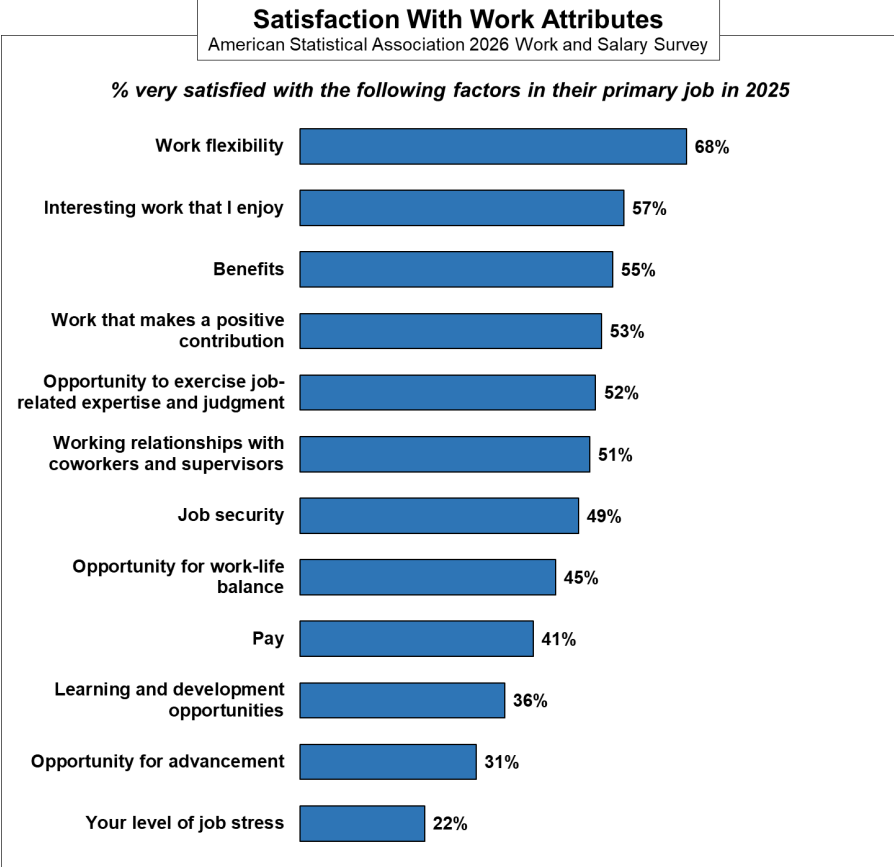 Satisfaction With Work Attributes
American Statistical Association 2026 Work and Salary Survey
% very satisfied with the following factors in their primary job in 2025
Work flexibility
68%
Interesting work that I enjoy
57%
Benefits
55%
Work that makes a positive
contribution
53%
Opportunity to exercise job-
related expertise and judgment
52%
Working relationships with
coworkers and supervisors
51%
Job security
49%
Opportunity for work-life
balance
45%
Pay
41%
Learning and development
opportunities
36%
Opportunity for advancement
31%
Your level of job stress
22%